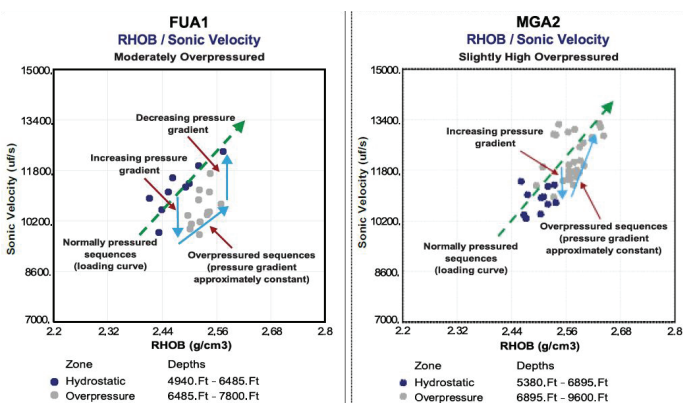 FUA1
RHOB / Sonic Velocity
Moderately Overpressured
Sonic Velocity (uf/s)
15000.
13400.
11800.
10200.
8600.
7000.
Decreasing pressure
gradient
Increasing pressure
gradient
Normally pressured
sequences
(loading curve)
Overpressured sequences
(pressure gradient
approximately constant)
2.2
2,32
2,44
2,56
2,68
2.8
RHOB (g/cm3)
Zone
Depths
Hydrostatic
4940.Ft - 6485.Ft
Overpressure
6485.Ft - 7800.Ft
MGA2
RHOB / Sonic Velocity
Slightly High Overpressured
Sonic Velocity (uf/s)
15000.
13400.
11800.
10200.
8600.
7000.
Increasing pressure
gradient
Normally pressured
sequences
(loading curve)
Overpressured sequences
(pressure gradient
approximately constant)
2.2
2.32
2,44
2,56
2,68
2.8
RHOB (g/cm3)
Zone
Depths
Hydrostatic
5380.Ft - 6895.Ft
Overpressure
6895.Ft - 9600.Ft